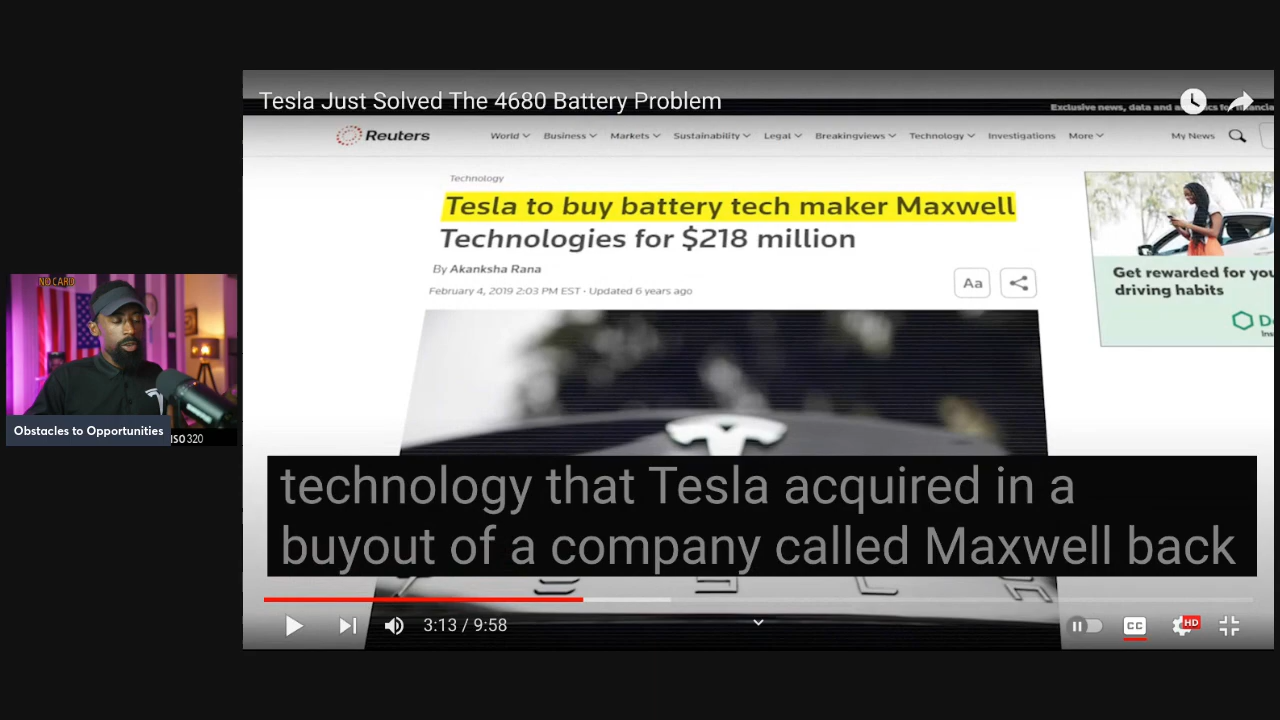 Tesla Just Solved The 4680 Battery Problem
Exclusive news, data and
Reuters
World Business Markets Sustainability Legal Breakingviews Technology Investigations More My News
Technology
Tesla to buy battery tech maker Maxwell
Technologies for $218 million
By Akanksha Rana
February 4, 2019 2:03 PM EST · Updated 6 years ago
Aa
Get rewarded for you
driving habits
NO CARD
Obstacles to Opportunities
ISO 320
technology that Tesla acquired in a
buyout of a company called Maxwell back
3:13 / 9:58
CC
HD